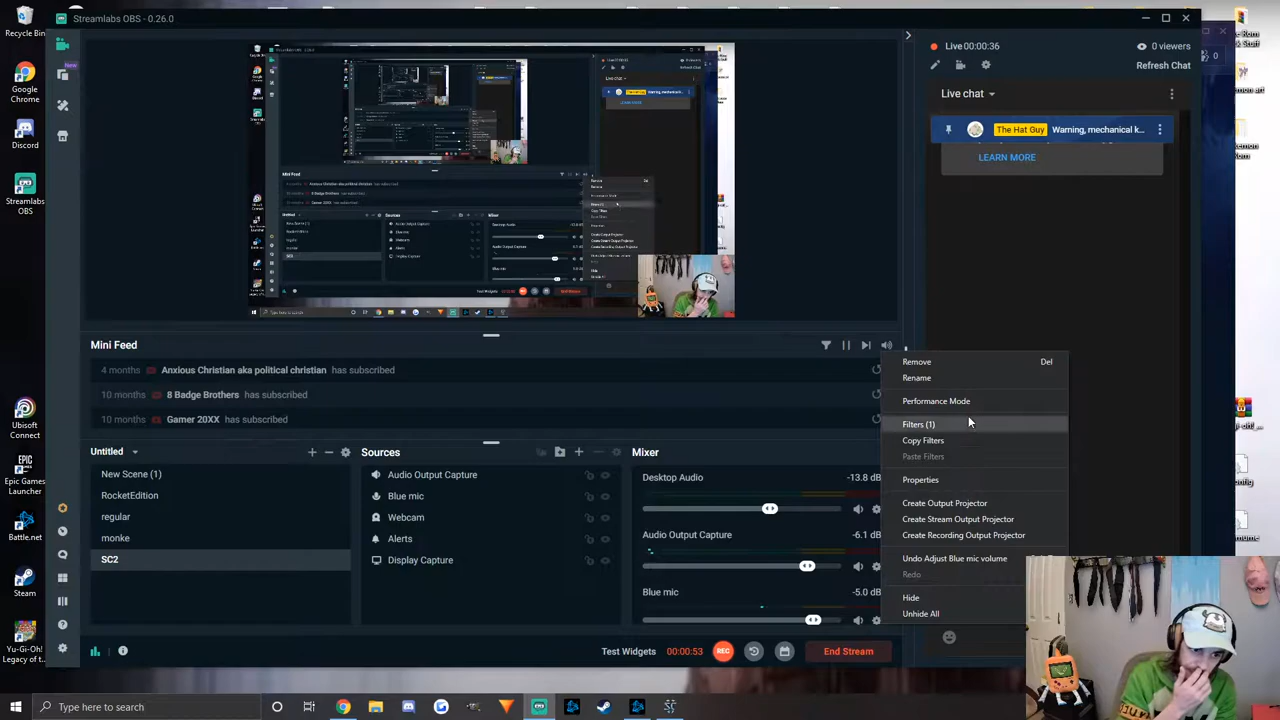 Streamlabs OBS - 0.26.0
Recycle Bin
Google
Chrome
Streamlabs
OBS
Ubisoft
Connect
Epic Games
Launcher
Battle.net
Steam
Yu-Gi-Oh!
Legacy of t...
New
Live 00:00:36
0 viewers
Refresh Chat
Live chat
The Hat Guy Warning, mechanical k...
LEARN MORE
0
Mini Feed
4 months Anxious Christian aka political christian has subscribed
10 months 8 Badge Brothers has subscribed
10 months Gamer 20XX has subscribed
Untitled
New Scene (1)
RocketEdition
regular
monke
SC2
Sources
Audio Output Capture
Blue mic
Webcam
Alerts
Display Capture
Mixer
Desktop Audio -13.8 dB
Audio Output Capture -6.1 dB
Blue mic -5.0 dB
Remove Del
Rename
Performance Mode
Filters (1)
Copy Filters
Paste Filters
Properties
Create Output Projector
Create Stream Output Projector
Create Recording Output Projector
Undo Adjust Blue mic volume
Redo
Hide
Unhide All
Test Widgets 00:00:53 REC End Stream
Type here to search